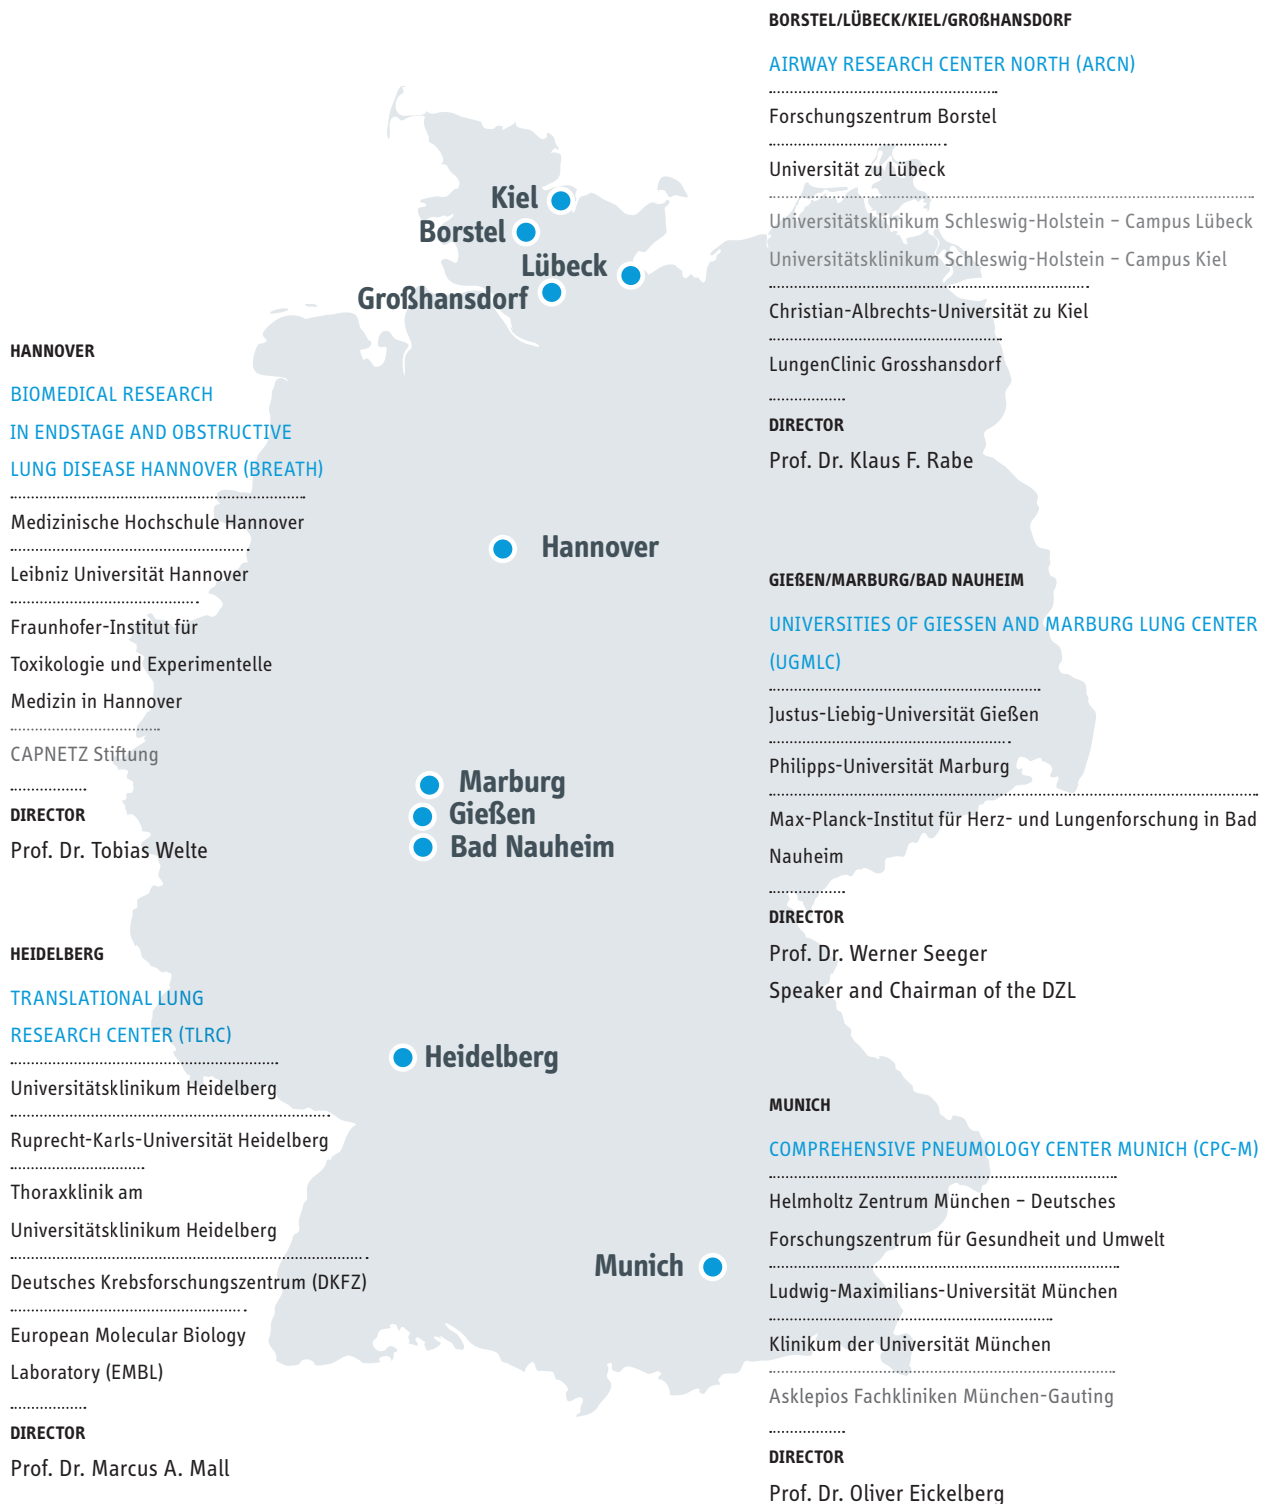 BORSTEL/LÜBECK/KIEL/GROßHANSDORF
AIRWAY RESEARCH CENTER NORTH (ARCN)
Forschungszentrum Borstel
Universität zu Lübeck
Universitätsklinikum Schleswig-Holstein – Campus Lübeck
Universitätsklinikum Schleswig-Holstein – Campus Kiel
Christian-Albrechts-Universität zu Kiel
LungenClinic Grosshansdorf
DIRECTOR
Prof. Dr. Klaus F. Rabe
Kiel
Borstel
Lübeck
Großhansdorf
HANNOVER
BIOMEDICAL RESEARCH
IN ENDSTAGE AND OBSTRUCTIVE
LUNG DISEASE HANNOVER (BREATH)
Medizinische Hochschule Hannover
Leibniz Universität Hannover
Fraunhofer-Institut für
Toxikologie und Experimentelle
Medizin in Hannover
CAPNETZ Stiftung
DIRECTOR
Prof. Dr. Tobias Welte
Hannover
GIEßEN/MARBURG/BAD NAUHEIM
UNIVERSITIES OF GIESSEN AND MARBURG LUNG CENTER
(UGMLC)
Justus-Liebig-Universität Gießen
Philipps-Universität Marburg
Max-Planck-Institut für Herz- und Lungenforschung in Bad
Nauheim
DIRECTOR
Prof. Dr. Werner Seeger
Speaker and Chairman of the DZL
Marburg
Gießen
Bad Nauheim
HEIDELBERG
TRANSLATIONAL LUNG
RESEARCH CENTER (TLRC)
Universitätsklinikum Heidelberg
Ruprecht-Karls-Universität Heidelberg
Thoraxklinik am
Universitätsklinikum Heidelberg
Deutsches Krebsforschungszentrum (DKFZ)
European Molecular Biology
Laboratory (EMBL)
DIRECTOR
Prof. Dr. Marcus A. Mall
Heidelberg
Munich
MUNICH
COMPREHENSIVE PNEUMOLOGY CENTER MUNICH (CPC-M)
Helmholtz Zentrum München – Deutsches
Forschungszentrum für Gesundheit und Umwelt
Ludwig-Maximilians-Universität München
Klinikum der Universität München
Asklepios Fachkliniken München-Gauting
DIRECTOR
Prof. Dr. Oliver Eickelberg